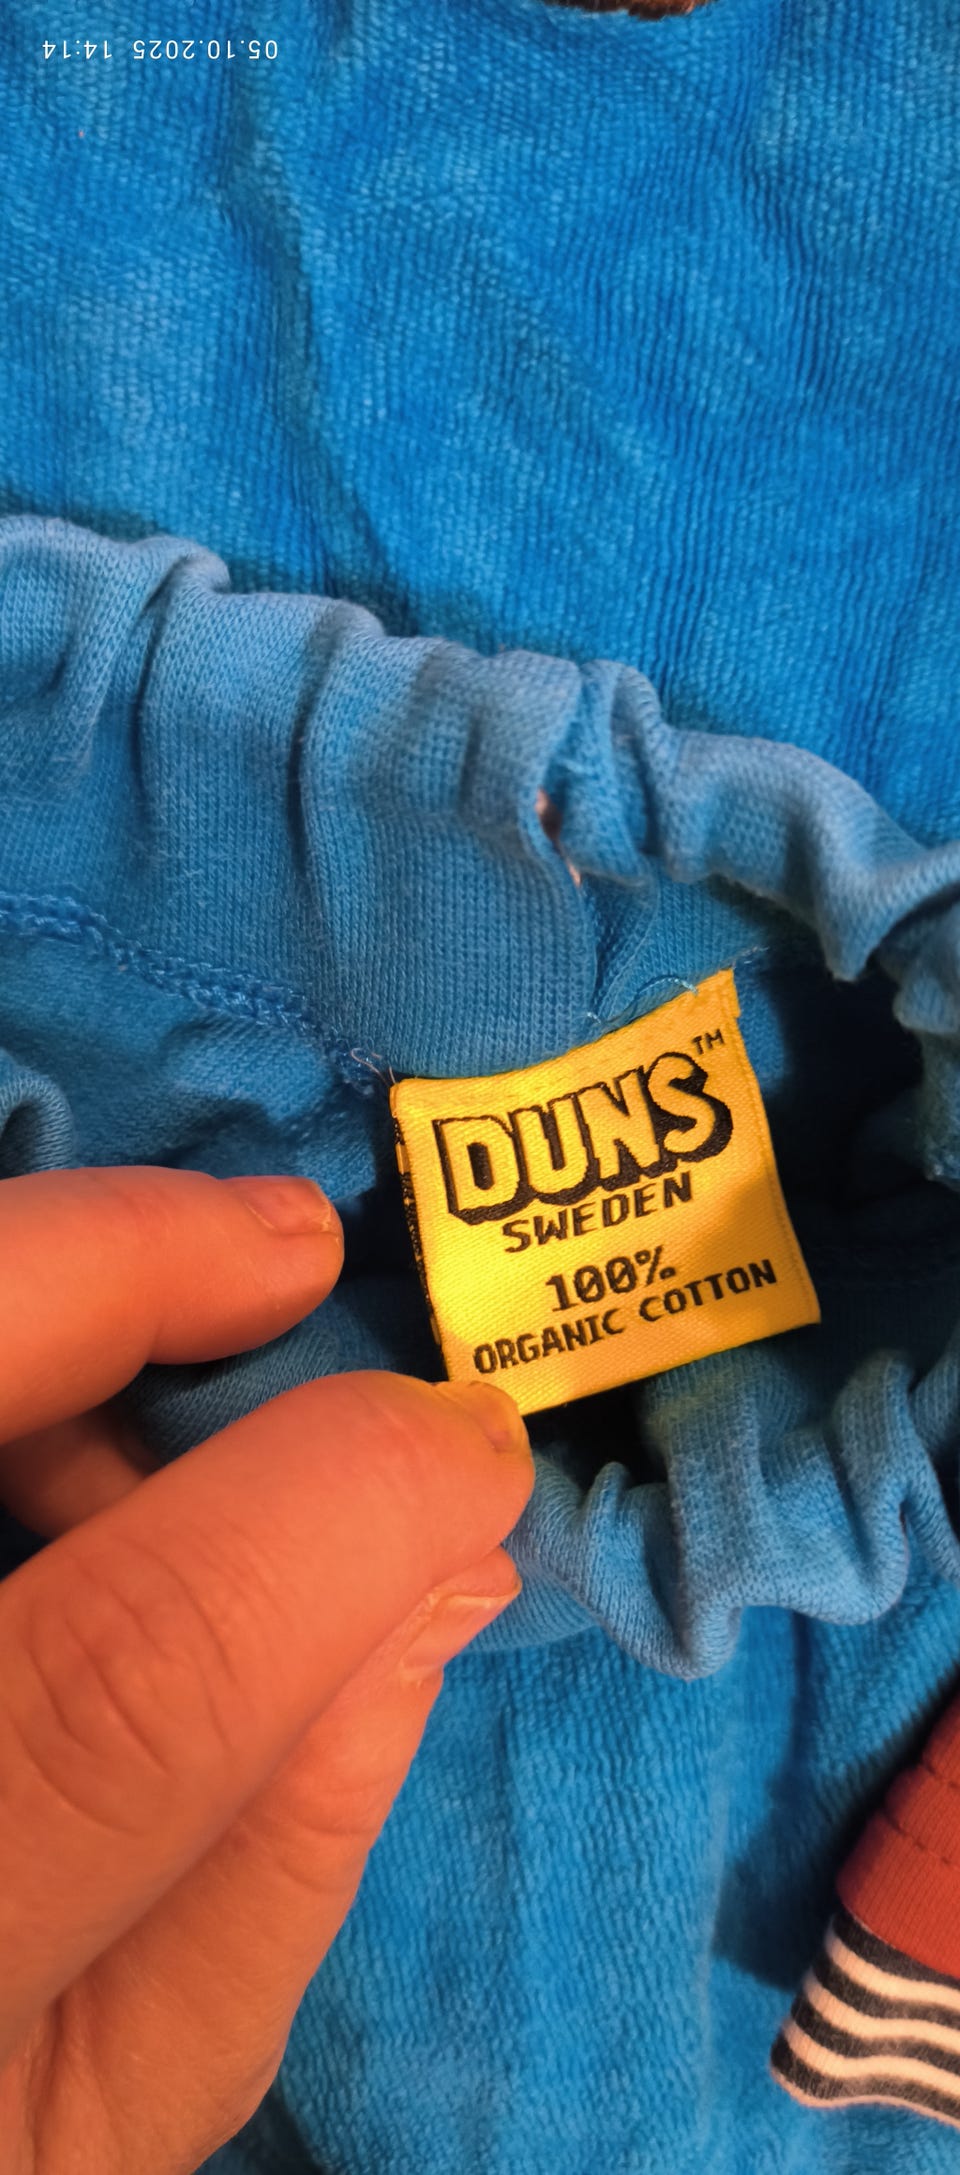 05.10.2025 14:14
DUNS™
SWEDEN
100%
ORGANIC COTTON